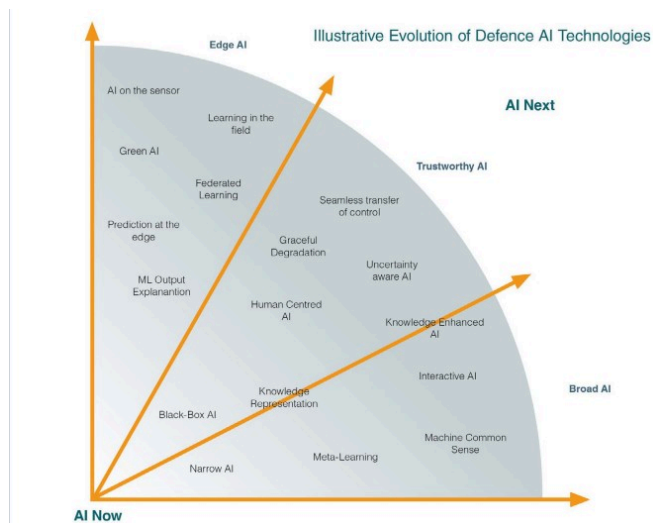 Illustrative Evolution of Defence AI Technologies
Edge AI
AI Next
AI on the sensor
Learning in the
field
Green AI
Trustworthy AI
Federated
Learning
Seamless transfer
of control
Prediction at the
edge
Graceful
Degradation
Uncertainty
aware AI
ML Output
Explanantion
Human Centred
AI
Knowledge Enhanced
AI
Interactive AI
Broad AI
Knowledge
Representation
Black-Box AI
Machine Common
Sense
Meta-Learning
Narrow AI
AI Now